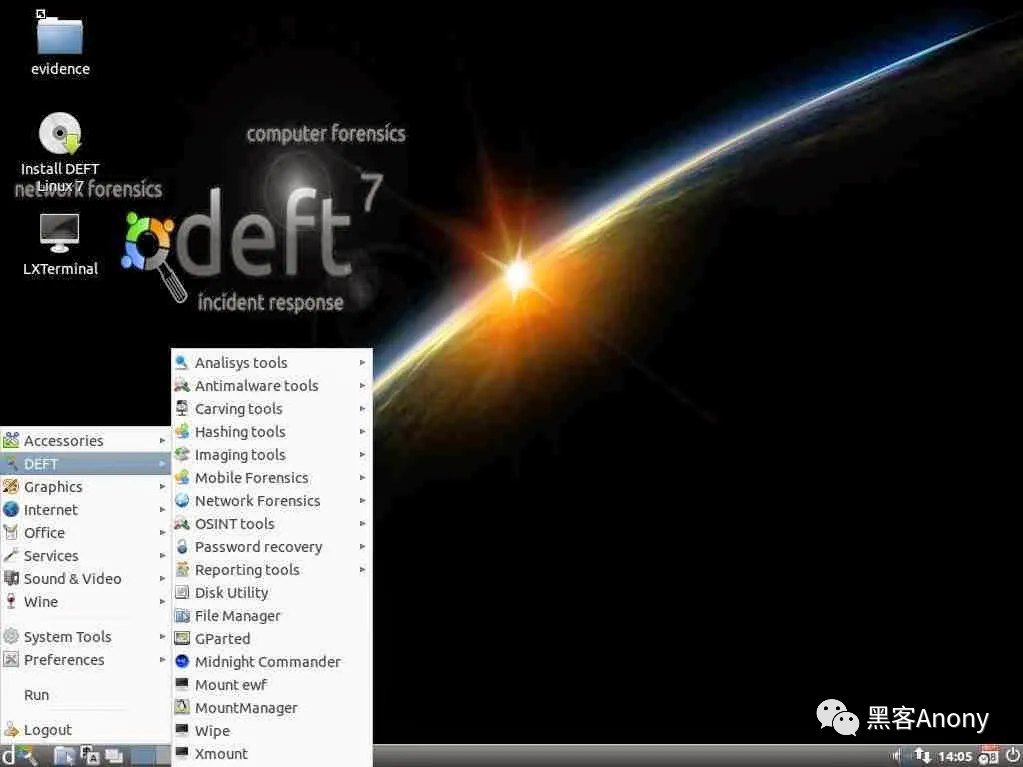 evidence
Install DEFT
Linux 7
LXTerminal
computer forensics
network forensics
deft 7
incident response
Accessories
DEFT
Graphics
Internet
Office
Services
Sound & Video
Wine
System Tools
Preferences
Run
Logout
Analisys tools
Antimalware tools
Carving tools
Hashing tools
Imaging tools
Mobile Forensics
Network Forensics
OSINT tools
Password recovery
Reporting tools
Disk Utility
File Manager
GParted
Midnight Commander
Mount ewf
MountManager
Wipe
Xmount
黑客Anony
d
A
14:05